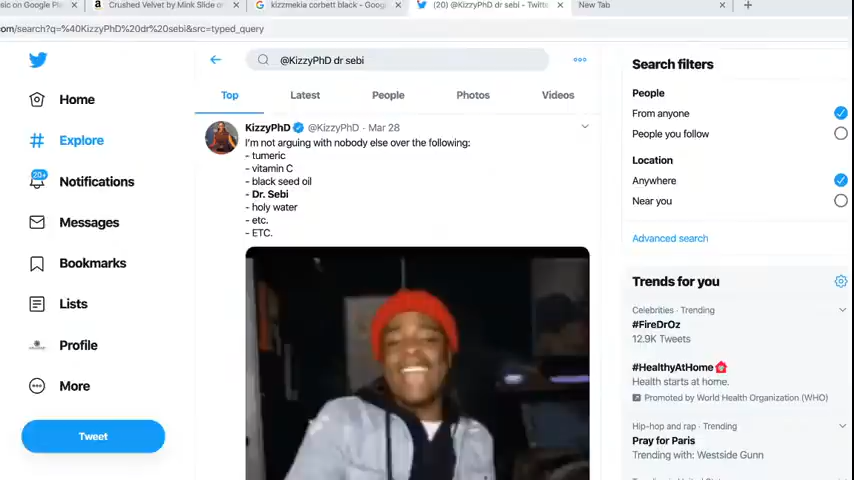 sic on Google Pl
Crushed Velvet by Mink Slide o
kizzmekia corbett black - Goog
(20) @KizzyPhD dr sebi - Twitt
New Tab
com/search?q=%40KizzyPhD%20dr%20sebi&src=typed_query
@KizzyPhD dr sebi
Top
Latest
People
Photos
Videos
Home
Explore
20+
Notifications
Messages
Bookmarks
Lists
Profile
More
Tweet
KizzyPhD @KizzyPhD · Mar 28
I'm not arguing with nobody else over the following:
- tumeric
- vitamin C
- black seed oil
- Dr. Sebi
- holy water
- etc.
- ETC.
Search filters
People
From anyone
People you follow
Location
Anywhere
Near you
Advanced search
Trends for you
Celebrities · Trending
#FireDrOz
12.9K Tweets
#HealthyAtHome
Health starts at home.
Promoted by World Health Organization (WHO)
Hip-hop and rap · Trending
Pray for Paris
Trending with: Westside Gunn